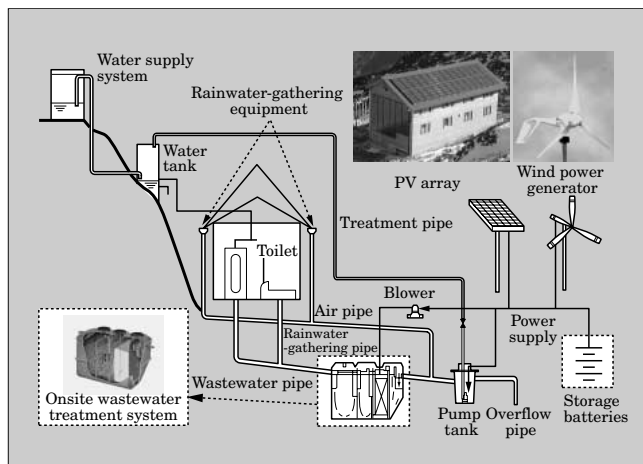 Water supply
system
Rainwater-gathering
equipment
Water
tank
PV array
Wind power
generator
Treatment pipe
Toilet
Air pipe
Blower
Rainwater
-gathering pipe
Power
supply
Wastewater pipe
Onsite wastewater
treatment system
Pump
tank
Overflow
pipe
Storage
batteries